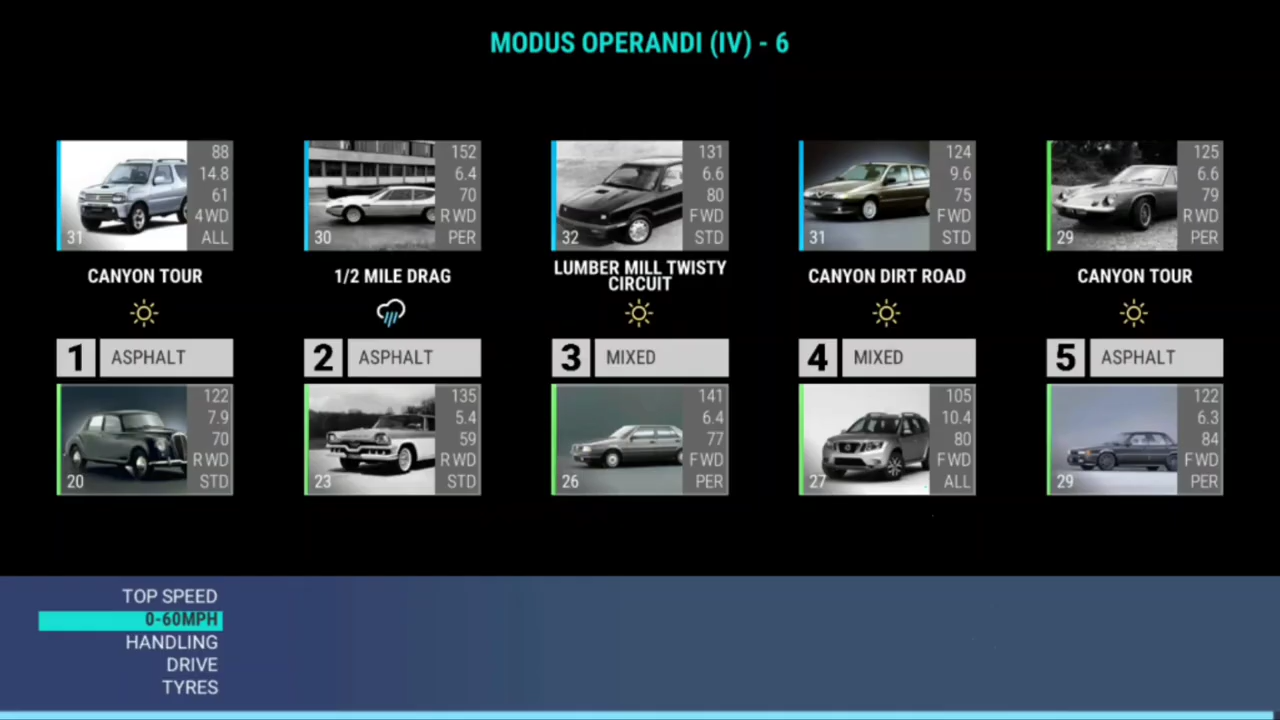 MODUS OPERANDI (IV) - 6
88
14.8
61
4WD
ALL
31
152
6.4
70
RWD
PER
30
131
6.6
80
FWD
STD
32
124
9.6
75
FWD
STD
31
125
6.6
79
RWD
PER
29
CANYON TOUR
1/2 MILE DRAG
LUMBER MILL TWISTY
CIRCUIT
CANYON DIRT ROAD
CANYON TOUR
1 ASPHALT
2 ASPHALT
3 MIXED
4 MIXED
5 ASPHALT
122
7.9
70
RWD
STD
20
135
5.4
59
RWD
STD
23
141
6.4
77
FWD
PER
26
105
10.4
80
FWD
ALL
27
122
6.3
84
FWD
PER
29
TOP SPEED
0-60MPH
HANDLING
DRIVE
TYRES